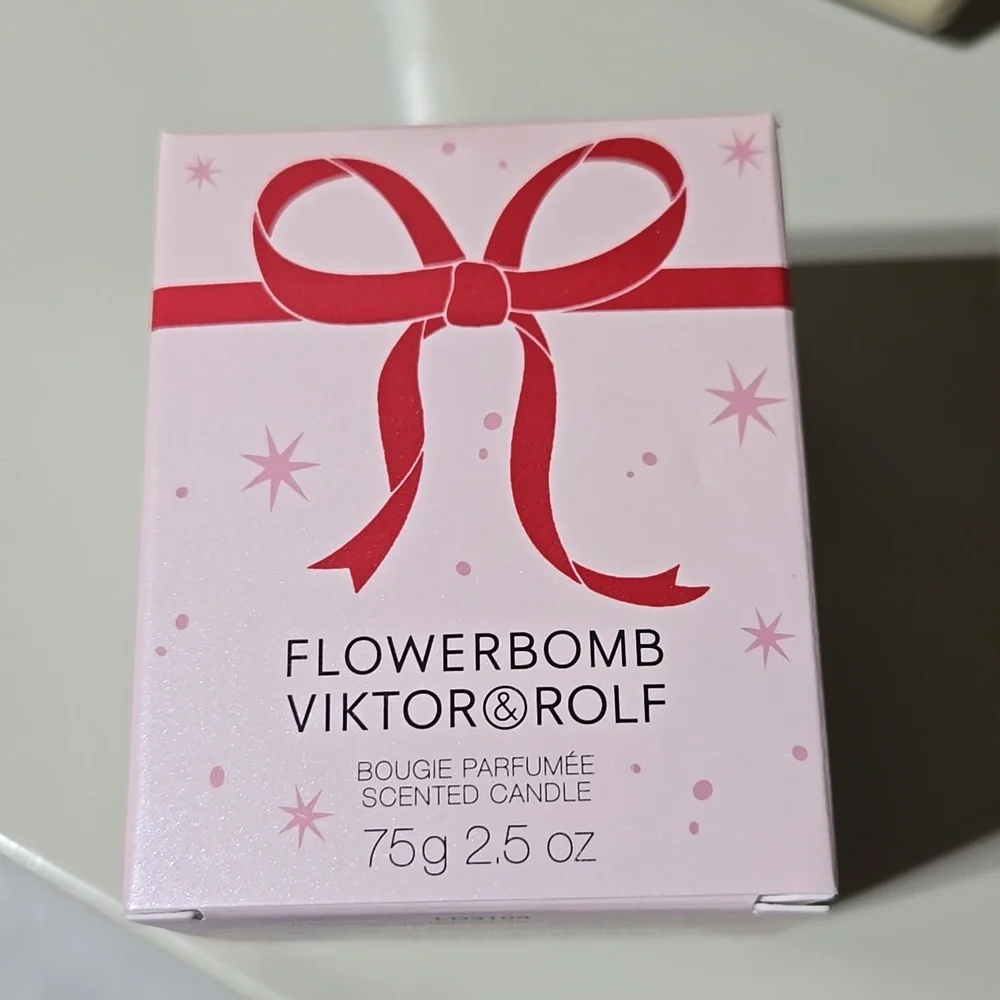 FLOWERBOMB
VIKTOR&ROLF
BOUGIE PARFUMÉE
SCENTED CANDLE
75g 2.5 oz